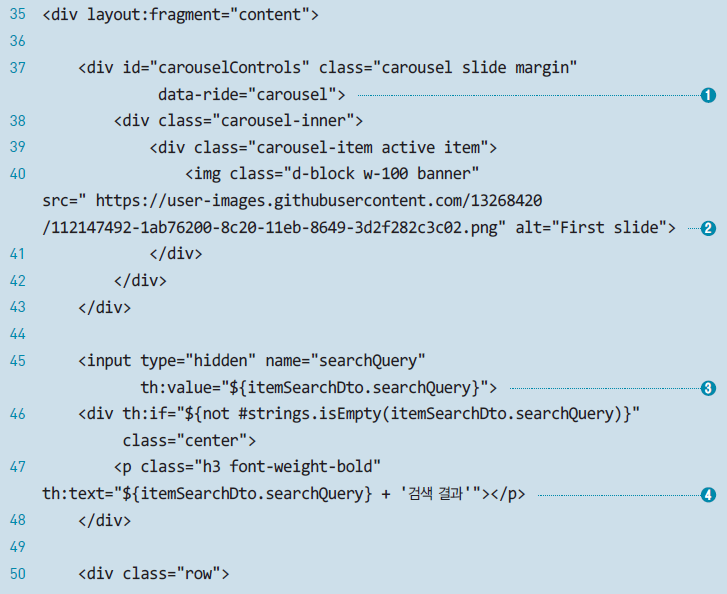 35 <div layout:fragment="content">
36
37     <div id="carouselControls" class="carousel slide margin"
              data-ride="carousel"> ❶
38         <div class="carousel-inner">
39             <div class="carousel-item active item">
40                 <img class="d-block w-100 banner"
src=" https://user-images.githubusercontent.com/13268420
/112147492-1ab76200-8c20-11eb-8649-3d2f282c3c02.png" alt="First slide"> ❷
41             </div>
42         </div>
43     </div>
44
45     <input type="hidden" name="searchQuery"
            th:value="${itemSearchDto.searchQuery}"> ❸
46     <div th:if="${not #strings.isEmpty(itemSearchDto.searchQuery)}"
          class="center">
47         <p class="h3 font-weight-bold"
th:text="${itemSearchDto.searchQuery} + '검색 결과'"></p> ❹
48     </div>
49
50     <div class="row">